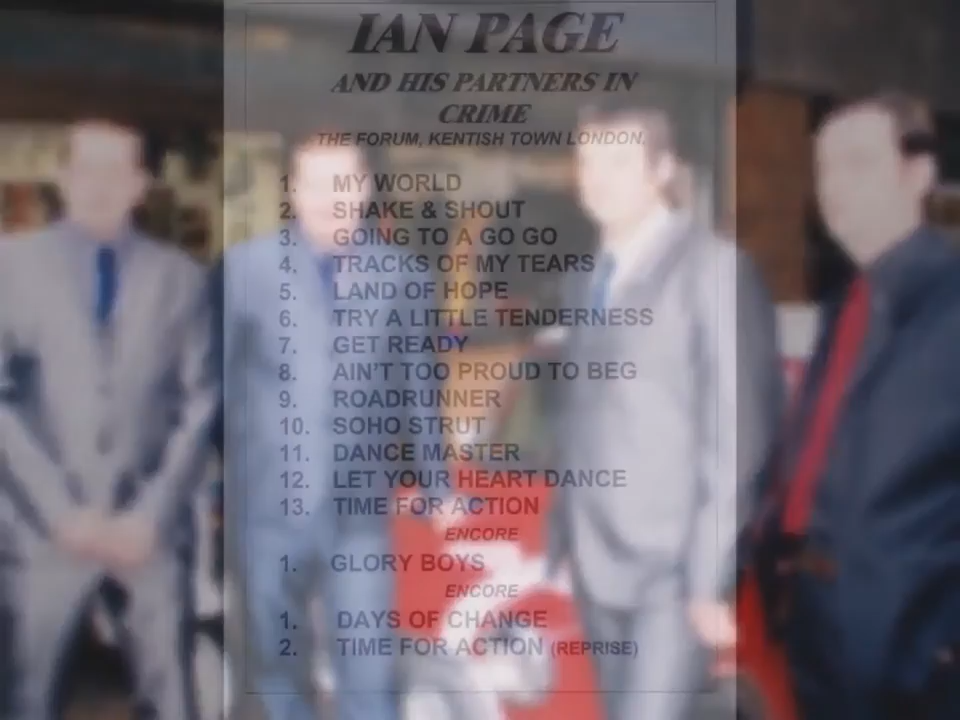 IAN PAGE
AND HIS PARTNERS IN
CRIME
THE FORUM, KENTISH TOWN LONDON.
1. MY WORLD
2. SHAKE & SHOUT
3. GOING TO A GO GO
4. TRACKS OF MY TEARS
5. LAND OF HOPE
6. TRY A LITTLE TENDERNESS
7. GET READY
8. AIN'T TOO PROUD TO BEG
9. ROADRUNNER
10. SOHO STRUT
11. DANCE MASTER
12. LET YOUR HEART DANCE
13. TIME FOR ACTION
ENCORE
1. GLORY BOYS
ENCORE
1. DAYS OF CHANGE
2. TIME FOR ACTION (REPRISE)